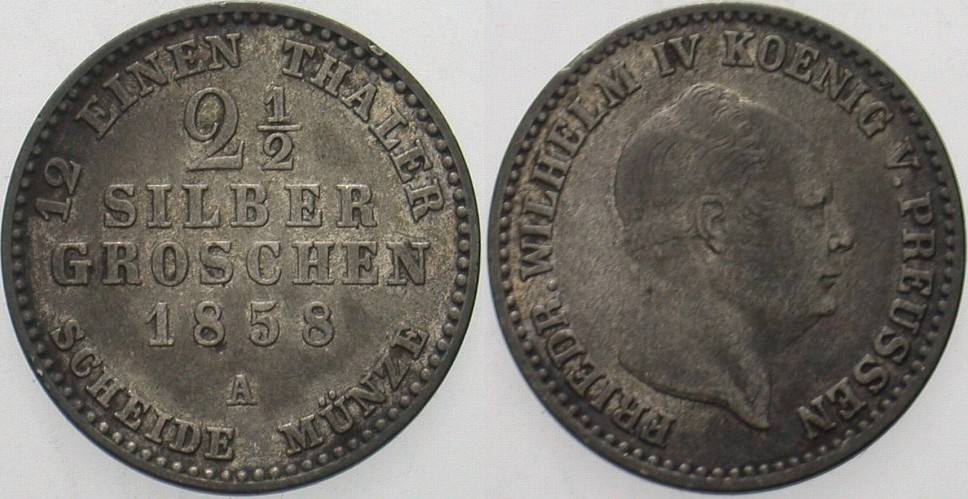 12 EINEN THALER
2 1/2
SILBER
GROSCHEN
1858
A
SCHEIDE MÜNZE
FRIEDR. WILHELM IV KOENIG V. PREUSSEN